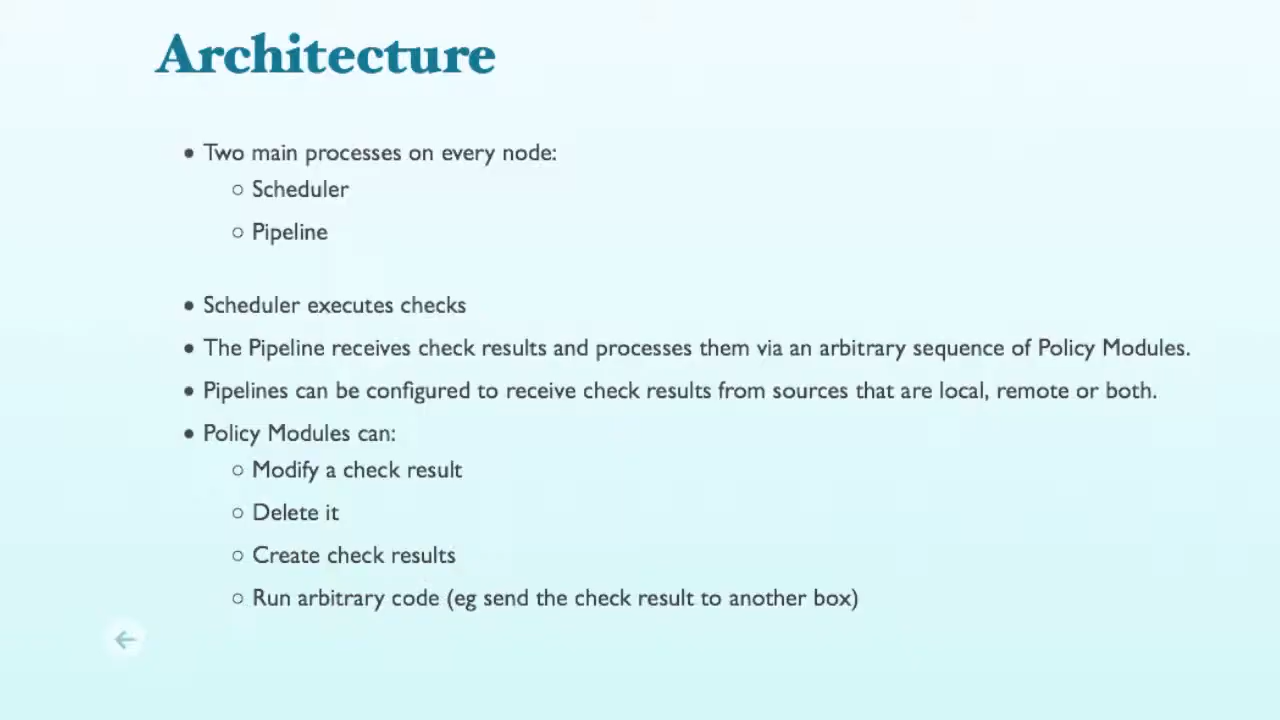 Architecture
• Two main processes on every node:
○ Scheduler
○ Pipeline
• Scheduler executes checks
• The Pipeline receives check results and processes them via an arbitrary sequence of Policy Modules.
• Pipelines can be configured to receive check results from sources that are local, remote or both.
• Policy Modules can:
○ Modify a check result
○ Delete it
○ Create check results
○ Run arbitrary code (eg send the check result to another box)